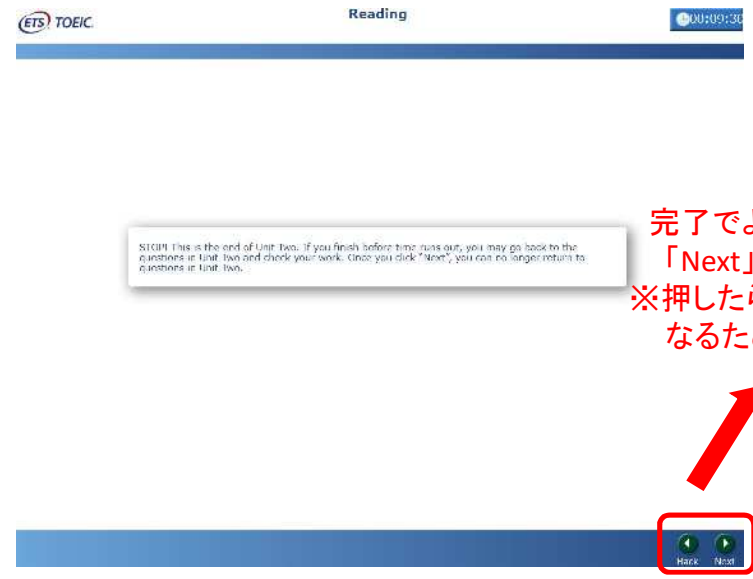 ETS TOEIC.
Reading
00:09:30
STOP! This is the end of Unit Two. If you finish before time runs out, you may go back to the
questions in Unit Two and check your work. Once you click "Next", you can no longer return to
questions in Unit Two.
完了でよ
「Next」
※押したら
なるため
Back Next